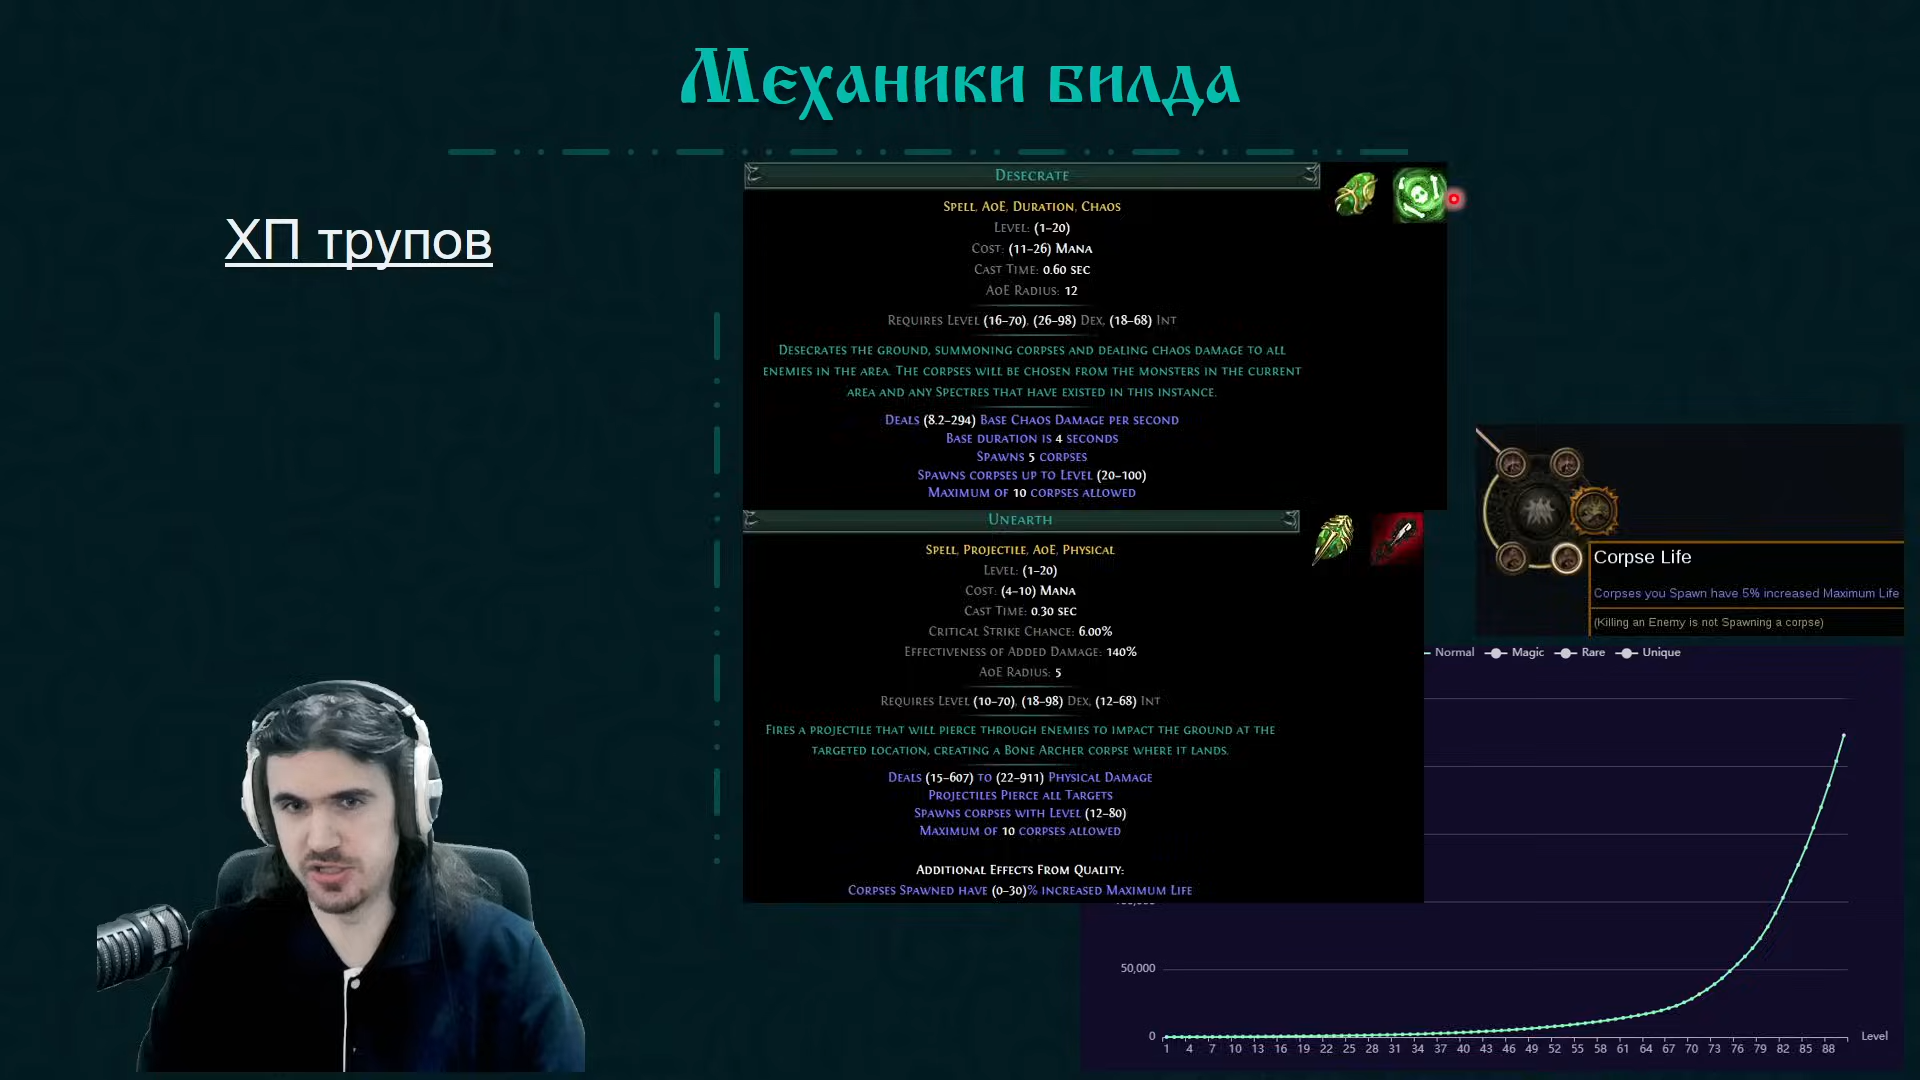 Механики билда
ХП трупов
Desecrate
Spell, AoE, Duration, Chaos
Level: (1–20)
Cost: (11–26) Mana
Cast Time: 0.60 sec
AoE Radius: 12
Requires Level (16–70), (26–98) Dex, (18–68) Int
Desecrates the ground, summoning corpses and dealing chaos damage to all
enemies in the area. The corpses will be chosen from the monsters in the current
area and any Spectres that have existed in this instance.
Deals (8.2–294) Base Chaos Damage per second
Base duration is 4 seconds
Spawns 5 corpses
Spawns corpses up to Level (20–100)
Maximum of 10 corpses allowed
Unearth
Spell, Projectile, AoE, Physical
Level: (1–20)
Cost: (4–10) Mana
Cast Time: 0.30 sec
Critical Strike Chance: 6.00%
Effectiveness of Added Damage: 140%
AoE Radius: 5
Requires Level (10–70), (18–98) Dex, (12–68) Int
Fires a projectile that will pierce through enemies to impact the ground at the
targeted location, creating a Bone Archer corpse where it lands.
Deals (15–607) to (22–911) Physical Damage
Projectiles Pierce all Targets
Spawns corpses with Level (12–80)
Maximum of 10 corpses allowed
Additional Effects From Quality:
Corpses Spawned have (0–30)% increased Maximum Life
Corpse Life
Corpses you Spawn have 5% increased Maximum Life
(Killing an Enemy is not Spawning a corpse)
Normal Magic Rare Unique
50,000
0
Level
1 4 7 10 13 16 19 22 25 28 31 34 37 40 43 46 49 52 55 58 61 64 67 70 73 76 79 82 85 88